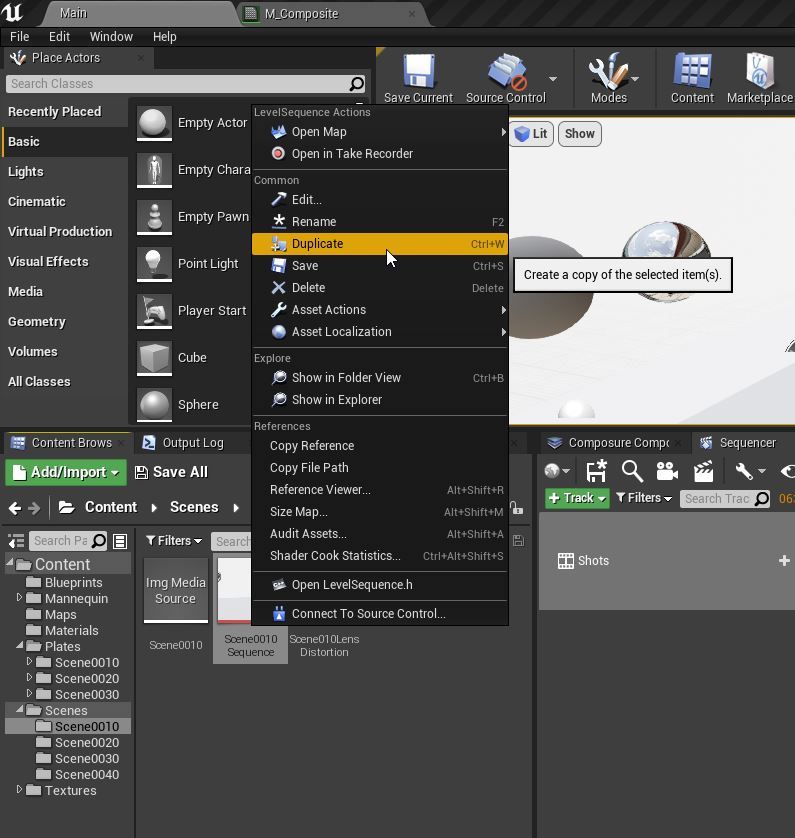 Main
M_Composite
File Edit Window Help
Place Actors
Search Classes
Recently Placed
Basic
Lights
Cinematic
Virtual Production
Visual Effects
Media
Geometry
Volumes
All Classes
Empty Actor
Empty Chara
Empty Pawn
Point Light
Player Start
Cube
Sphere
Save Current
Source Control
Modes
Content
Marketplace
Lit
Show
LevelSequence Actions
Open Map
Open in Take Recorder
Common
Edit...
Rename F2
Duplicate Ctrl+W
Save Ctrl+S
Delete Delete
Asset Actions
Asset Localization
Explore
Show in Folder View Ctrl+B
Show in Explorer
References
Copy Reference
Copy File Path
Reference Viewer... Alt+Shift+R
Size Map... Alt+Shift+M
Audit Assets... Alt+Shift+A
Shader Cook Statistics... Ctrl+Alt+Shift+S
Open LevelSequence.h
Connect To Source Control...
Create a copy of the selected item(s).
Content Brows
Output Log
Add/Import
Save All
Content
Scenes
Search Pa
Filters
Search
Content
Blueprints
Mannequin
Maps
Materials
Plates
Scene0010
Scene0020
Scene0030
Scenes
Scene0010
Scene0020
Scene0030
Scene0040
Textures
Img Media
Source
Scene0010
Scene0010
Sequence
Scene010Lens
Distortion
Composure Compo
Sequencer
Track
Filters
Search Trac
06:
Shots